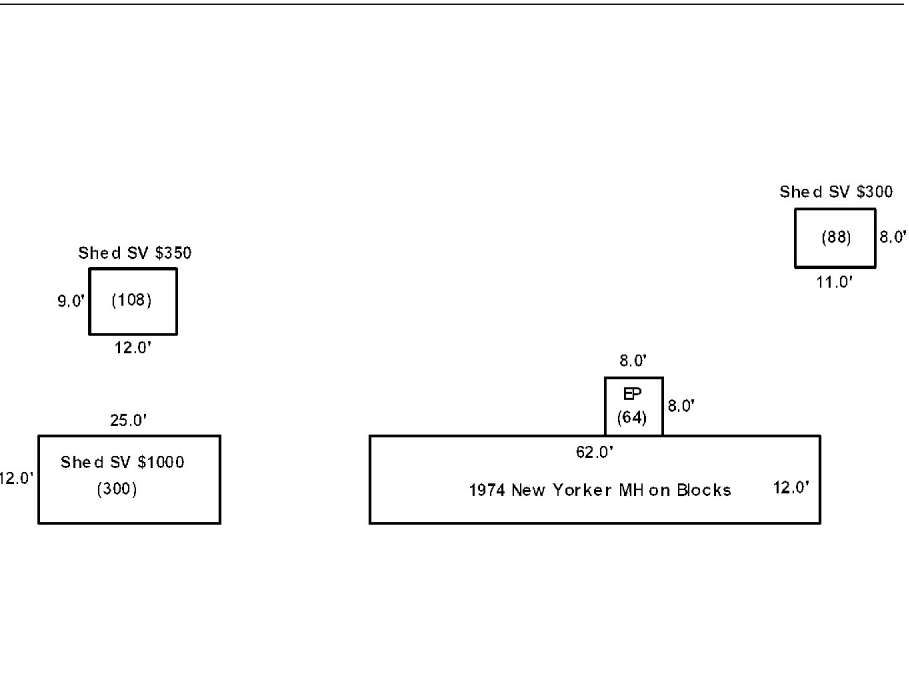 Shed SV $300
(88)
8.0'
11.0'
Shed SV $350
9.0'
(108)
12.0'
8.0'
EP
(64)
8.0'
25.0'
12.0'
Shed SV $1000
(300)
62.0'
1974 New Yorker MH on Blocks
12.0'